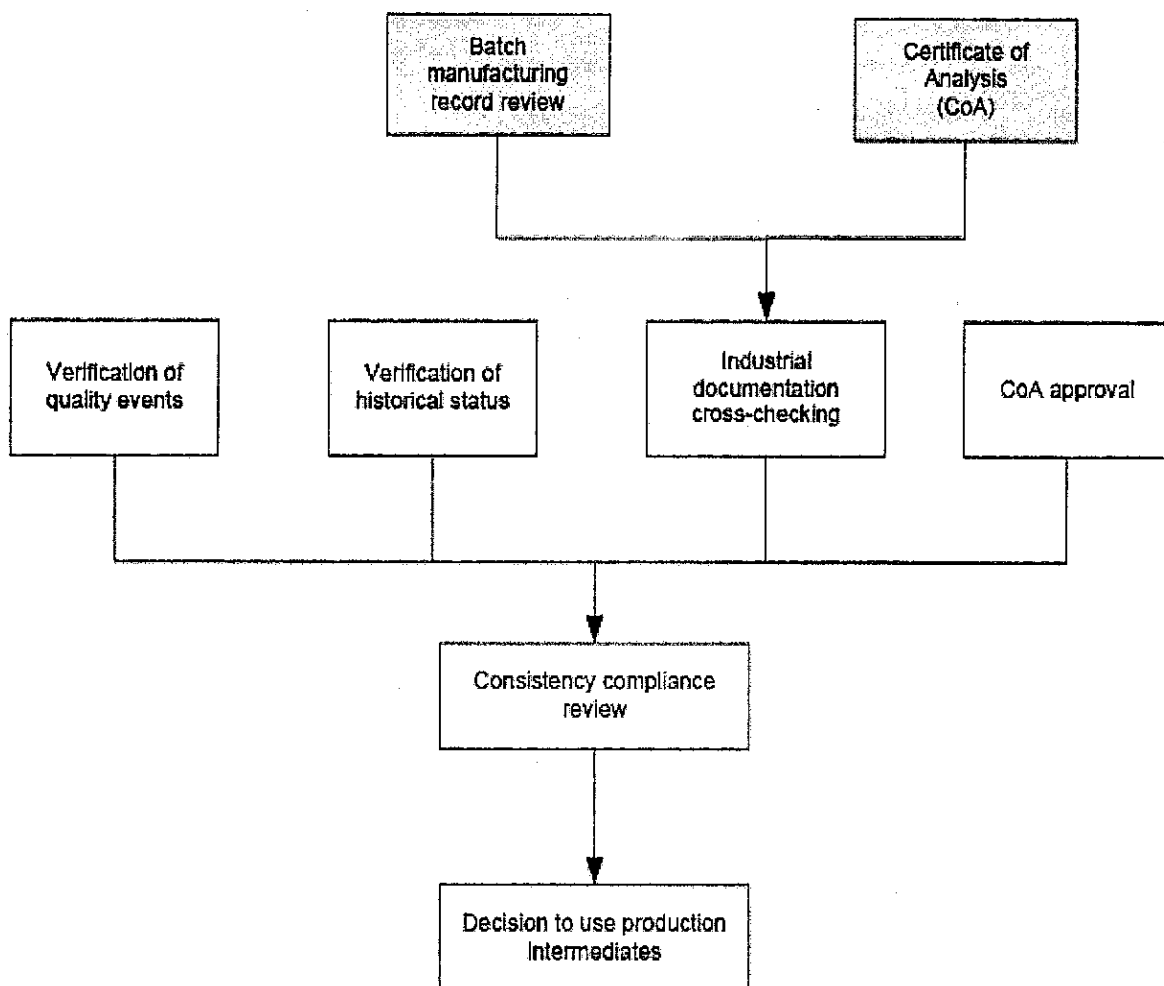 Batch
manufacturing
record review
Certificate of
Analysis
(CoA)
Verification of
quality events
Verification of
historical status
Industrial
documentation
cross-checking
CoA approval
Consistency compliance
review
Decision to use production
intermediates